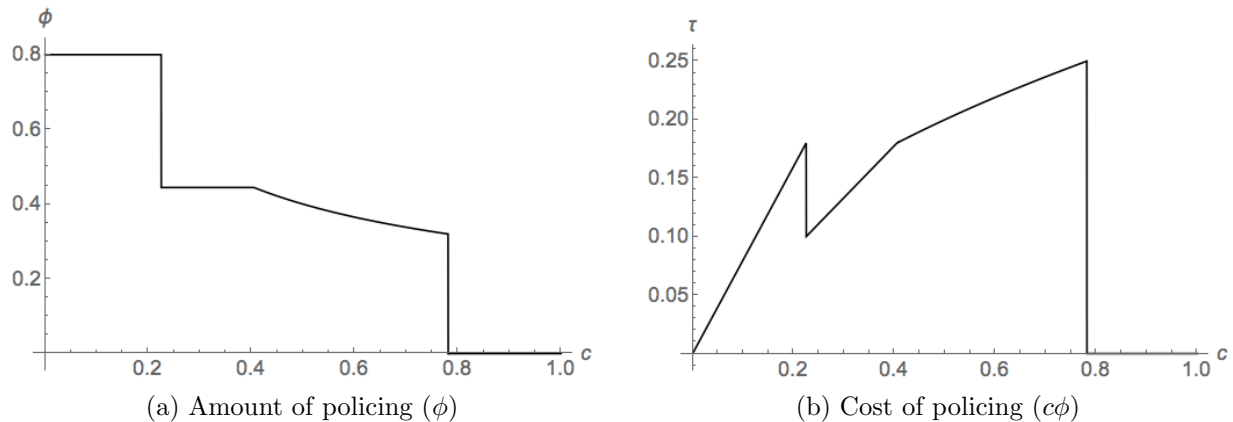 ϕ
0.8
0.6
0.4
0.2
0.2 0.4 0.6 0.8 1.0 c
(a) Amount of policing (ϕ)
τ
0.25
0.20
0.15
0.10
0.05
0.2 0.4 0.6 0.8 1.0 c
(b) Cost of policing (cϕ)